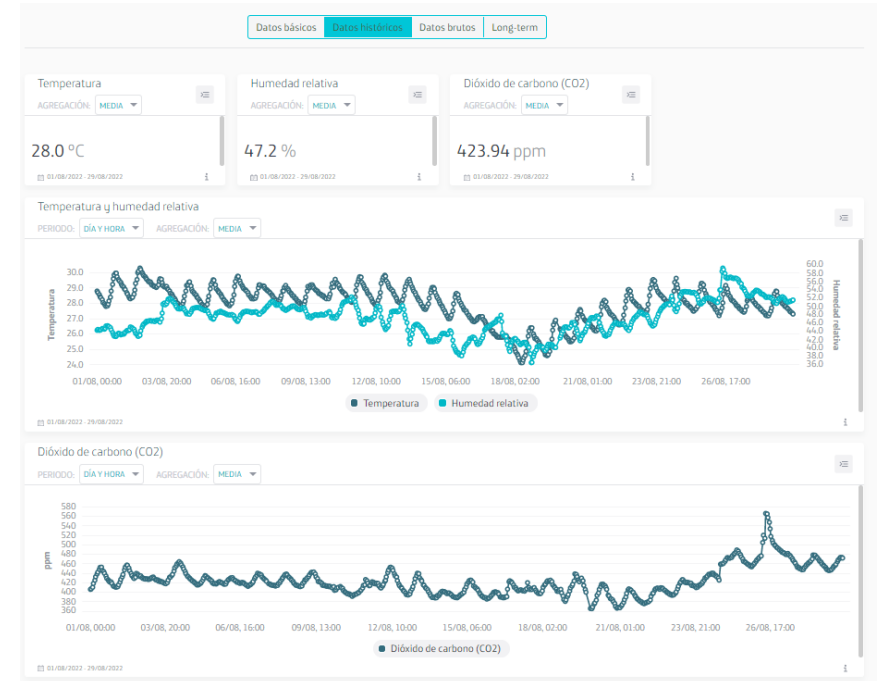 Datos básicos Datos históricos Datos brutos Long-term
Temperatura
AGREGACIÓN: MEDIA
28.0 ºC
01/08/2022 - 29/08/2022
Humedad relativa
AGREGACIÓN: MEDIA
47.2 %
01/08/2022 - 29/08/2022
Dióxido de carbono (CO2)
AGREGACIÓN: MEDIA
423.94 ppm
01/08/2022 - 29/08/2022
Temperatura y humedad relativa
PERIODO: DÍA Y HORA AGREGACIÓN: MEDIA
Temperatura
30.0
29.0
28.0
27.0
26.0
25.0
24.0
60.0
58.0
56.0
54.0
52.0
50.0
48.0
46.0
44.0
42.0
40.0
38.0
36.0
Humedad relativa
01/08, 00:00 03/08, 20:00 06/08, 16:00 09/08, 13:00 12/08, 10:00 15/08, 06:00 18/08, 02:00 21/08, 01:00 23/08, 21:00 26/08, 17:00
Temperatura Humedad relativa
01/08/2022 - 29/08/2022
Dióxido de carbono (CO2)
PERIODO: DÍA Y HORA AGREGACIÓN: MEDIA
ppm
580
560
540
520
500
480
460
440
420
400
380
360
01/08, 00:00 03/08, 20:00 06/08, 16:00 09/08, 13:00 12/08, 10:00 15/08, 06:00 18/08, 02:00 21/08, 01:00 23/08, 21:00 26/08, 17:00
Dióxido de carbono (CO2)
01/08/2022 - 29/08/2022